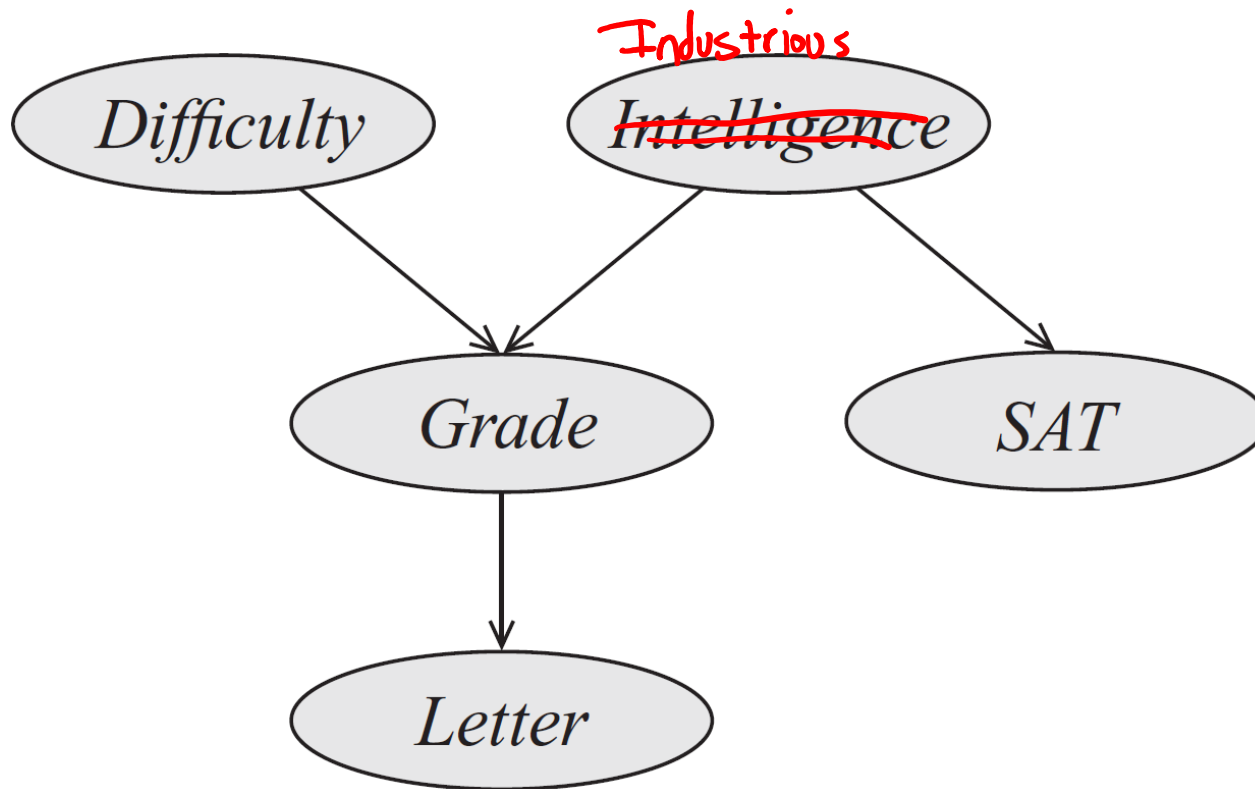 Industrious
Difficulty
Intelligence
Grade
SAT
Letter